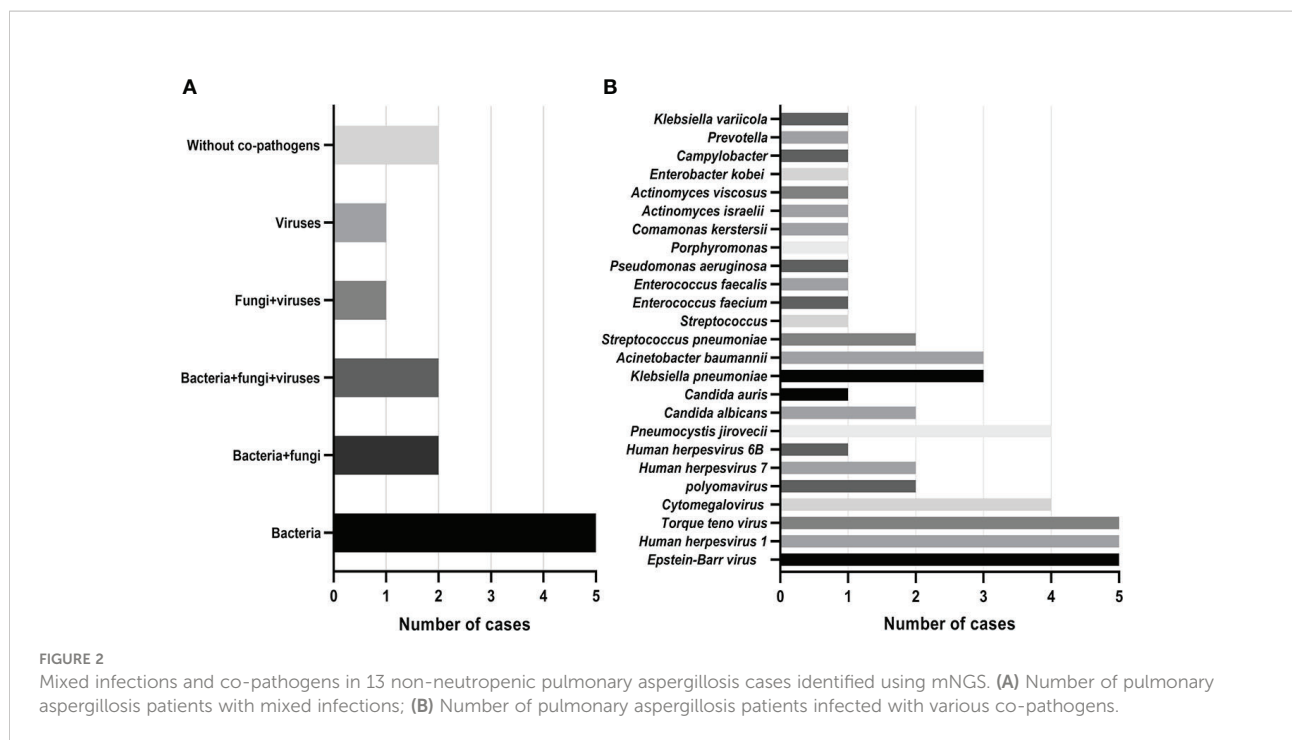 A
Without co-pathogens
Viruses
Fungi+viruses
Bacteria+fungi+viruses
Bacteria+fungi
Bacteria
0 1 2 3 4 5
Number of cases
B
Klebsiella variicola
Prevotella
Campylobacter
Enterobacter kobei
Actinomyces viscosus
Actinomyces israelii
Comamonas kerstersii
Porphyromonas
Pseudomonas aeruginosa
Enterococcus faecalis
Enterococcus faecium
Streptococcus
Streptococcus pneumoniae
Acinetobacter baumannii
Klebsiella pneumoniae
Candida auris
Candida albicans
Pneumocystis jirovecii
Human herpesvirus 6B
Human herpesvirus 7
polyomavirus
Cytomegalovirus
Torque teno virus
Human herpesvirus 1
Epstein-Barr virus
0 1 2 3 4 5
Number of cases
FIGURE 2
Mixed infections and co-pathogens in 13 non-neutropenic pulmonary aspergillosis cases identified using mNGS. (A) Number of pulmonary
aspergillosis patients with mixed infections; (B) Number of pulmonary aspergillosis patients infected with various co-pathogens.